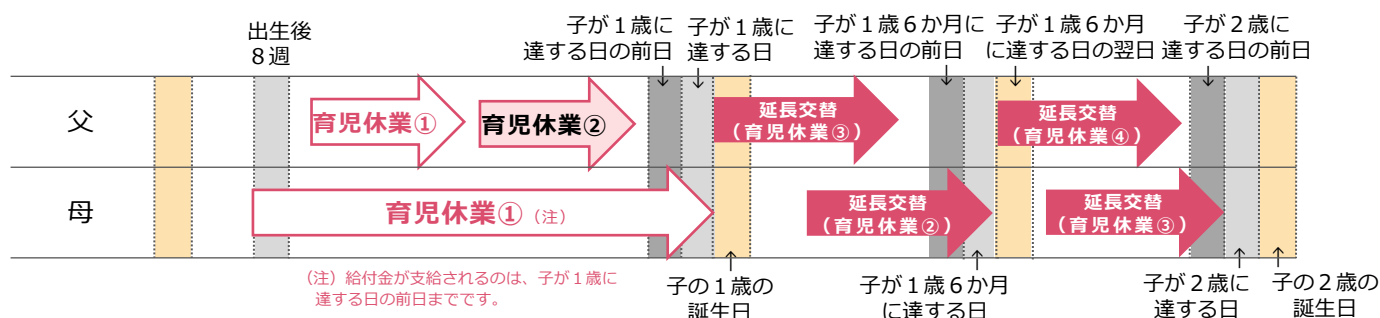 出生後
８週
子が１歳に
達する日の前日
子が１歳に
達する日
子が１歳６か月に
達する日の前日
子が１歳６か月
に達する日の翌日
子が２歳に
達する日の前日
父
育児休業①
育児休業②
延長交替
（育児休業③）
延長交替
（育児休業④）
母
育児休業①（注）
延長交替
（育児休業②）
延長交替
（育児休業③）
（注）給付金が支給されるのは、子が１歳に
達する日の前日までです。
子の１歳の
誕生日
子が１歳６か月
に達する日
子が２歳に
達する日
子の２歳の
誕生日